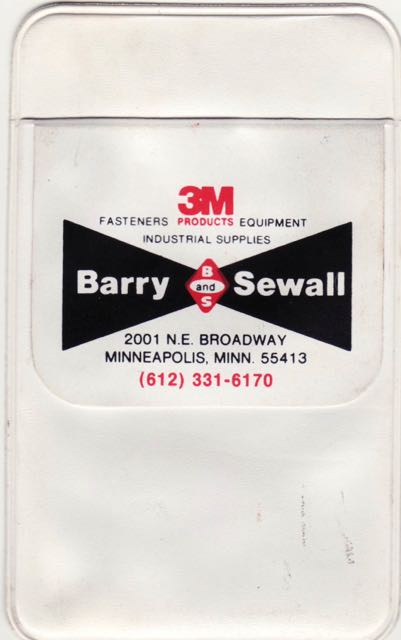 3M
FASTENERS PRODUCTS EQUIPMENT
INDUSTRIAL SUPPLIES
Barry B and S Sewall
2001 N.E. BROADWAY
MINNEAPOLIS, MINN. 55413
(612) 331-6170